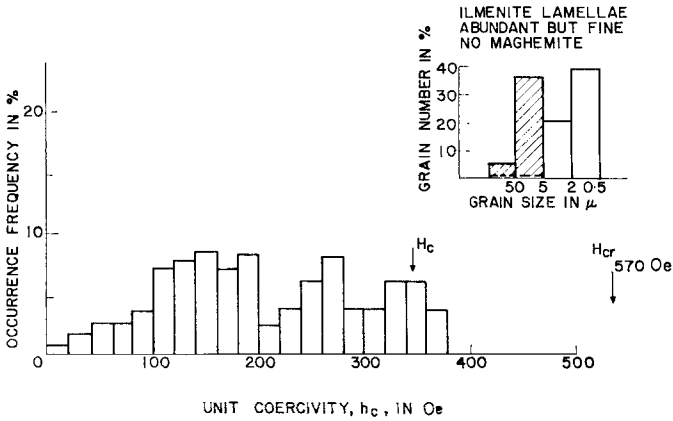 ILMENITE LAMELLAE
ABUNDANT BUT FINE
NO MAGHEMITE
GRAIN NUMBER IN %
40
30
20
10
50 5 2 0·5
GRAIN SIZE IN μ
OCCURRENCE FREQUENCY IN %
20
10
0
Hc
Hcr
570 Oe
100 200 300 400 500
UNIT COERCIVITY, hc, IN Oe